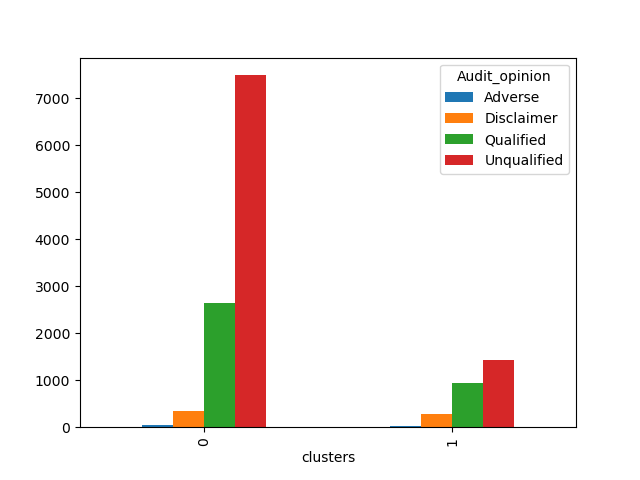 Audit_opinion
Adverse
Disclaimer
Qualified
Unqualified
7000
6000
5000
4000
3000
2000
1000
0
0
1
clusters